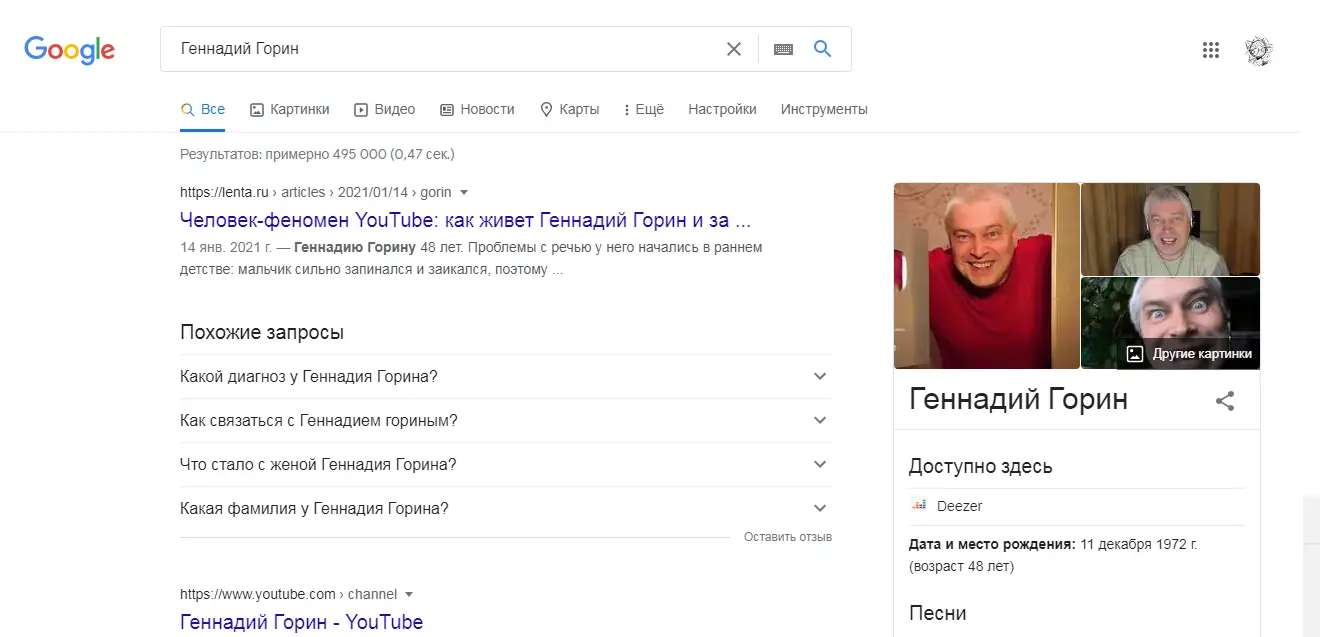 Google
Геннадий Горин
Все
Картинки
Видео
Новости
Карты
Ещё
Настройки
Инструменты
Результатов: примерно 495 000 (0,47 сек.)
https://lenta.ru › articles › 2021/01/14 › gorin
Человек-феномен YouTube: как живет Геннадий Горин и за ...
14 янв. 2021 г. — Геннадию Горину 48 лет. Проблемы с речью у него начались в раннем
детстве: мальчик сильно запинался и заикался, поэтому ...
Похожие запросы
Какой диагноз у Геннадия Горина?
Как связаться с Геннадием гориным?
Что стало с женой Геннадия Горина?
Какая фамилия у Геннадия Горина?
Оставить отзыв
https://www.youtube.com › channel
Геннадий Горин - YouTube
Другие картинки
Геннадий Горин
Доступно здесь
Deezer
Дата и место рождения: 11 декабря 1972 г.
(возраст 48 лет)
Песни